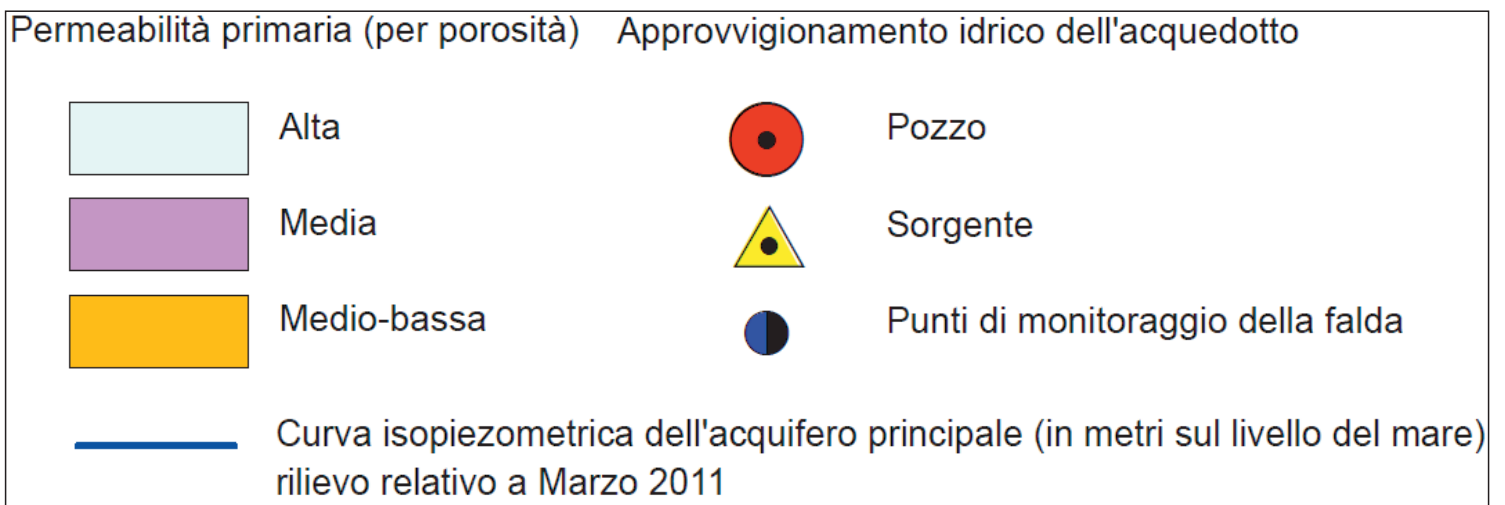 Permeabilità primaria (per porosità)
Approvvigionamento idrico dell'acquedotto
Alta
Pozzo
Media
Sorgente
Medio-bassa
Punti di monitoraggio della falda
Curva isopiezometrica dell'acquifero principale (in metri sul livello del mare)
rilievo relativo a Marzo 2011